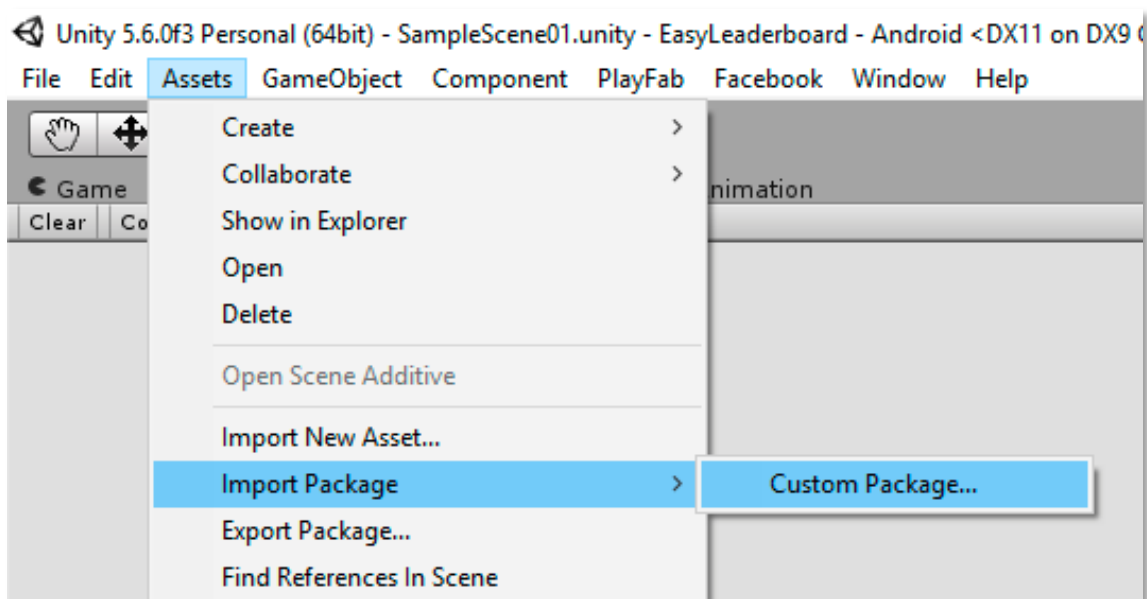 Unity 5.6.0f3 Personal (64bit) - SampleScene01.unity - EasyLeaderboard - Android <DX11 on DX9
File Edit Assets GameObject Component PlayFab Facebook Window Help
Create
Collaborate
Game nimation
Show in Explorer
Clear Co
Open
Delete
Open Scene Additive
Import New Asset...
Import Package Custom Package...
Export Package...
Find References In Scene